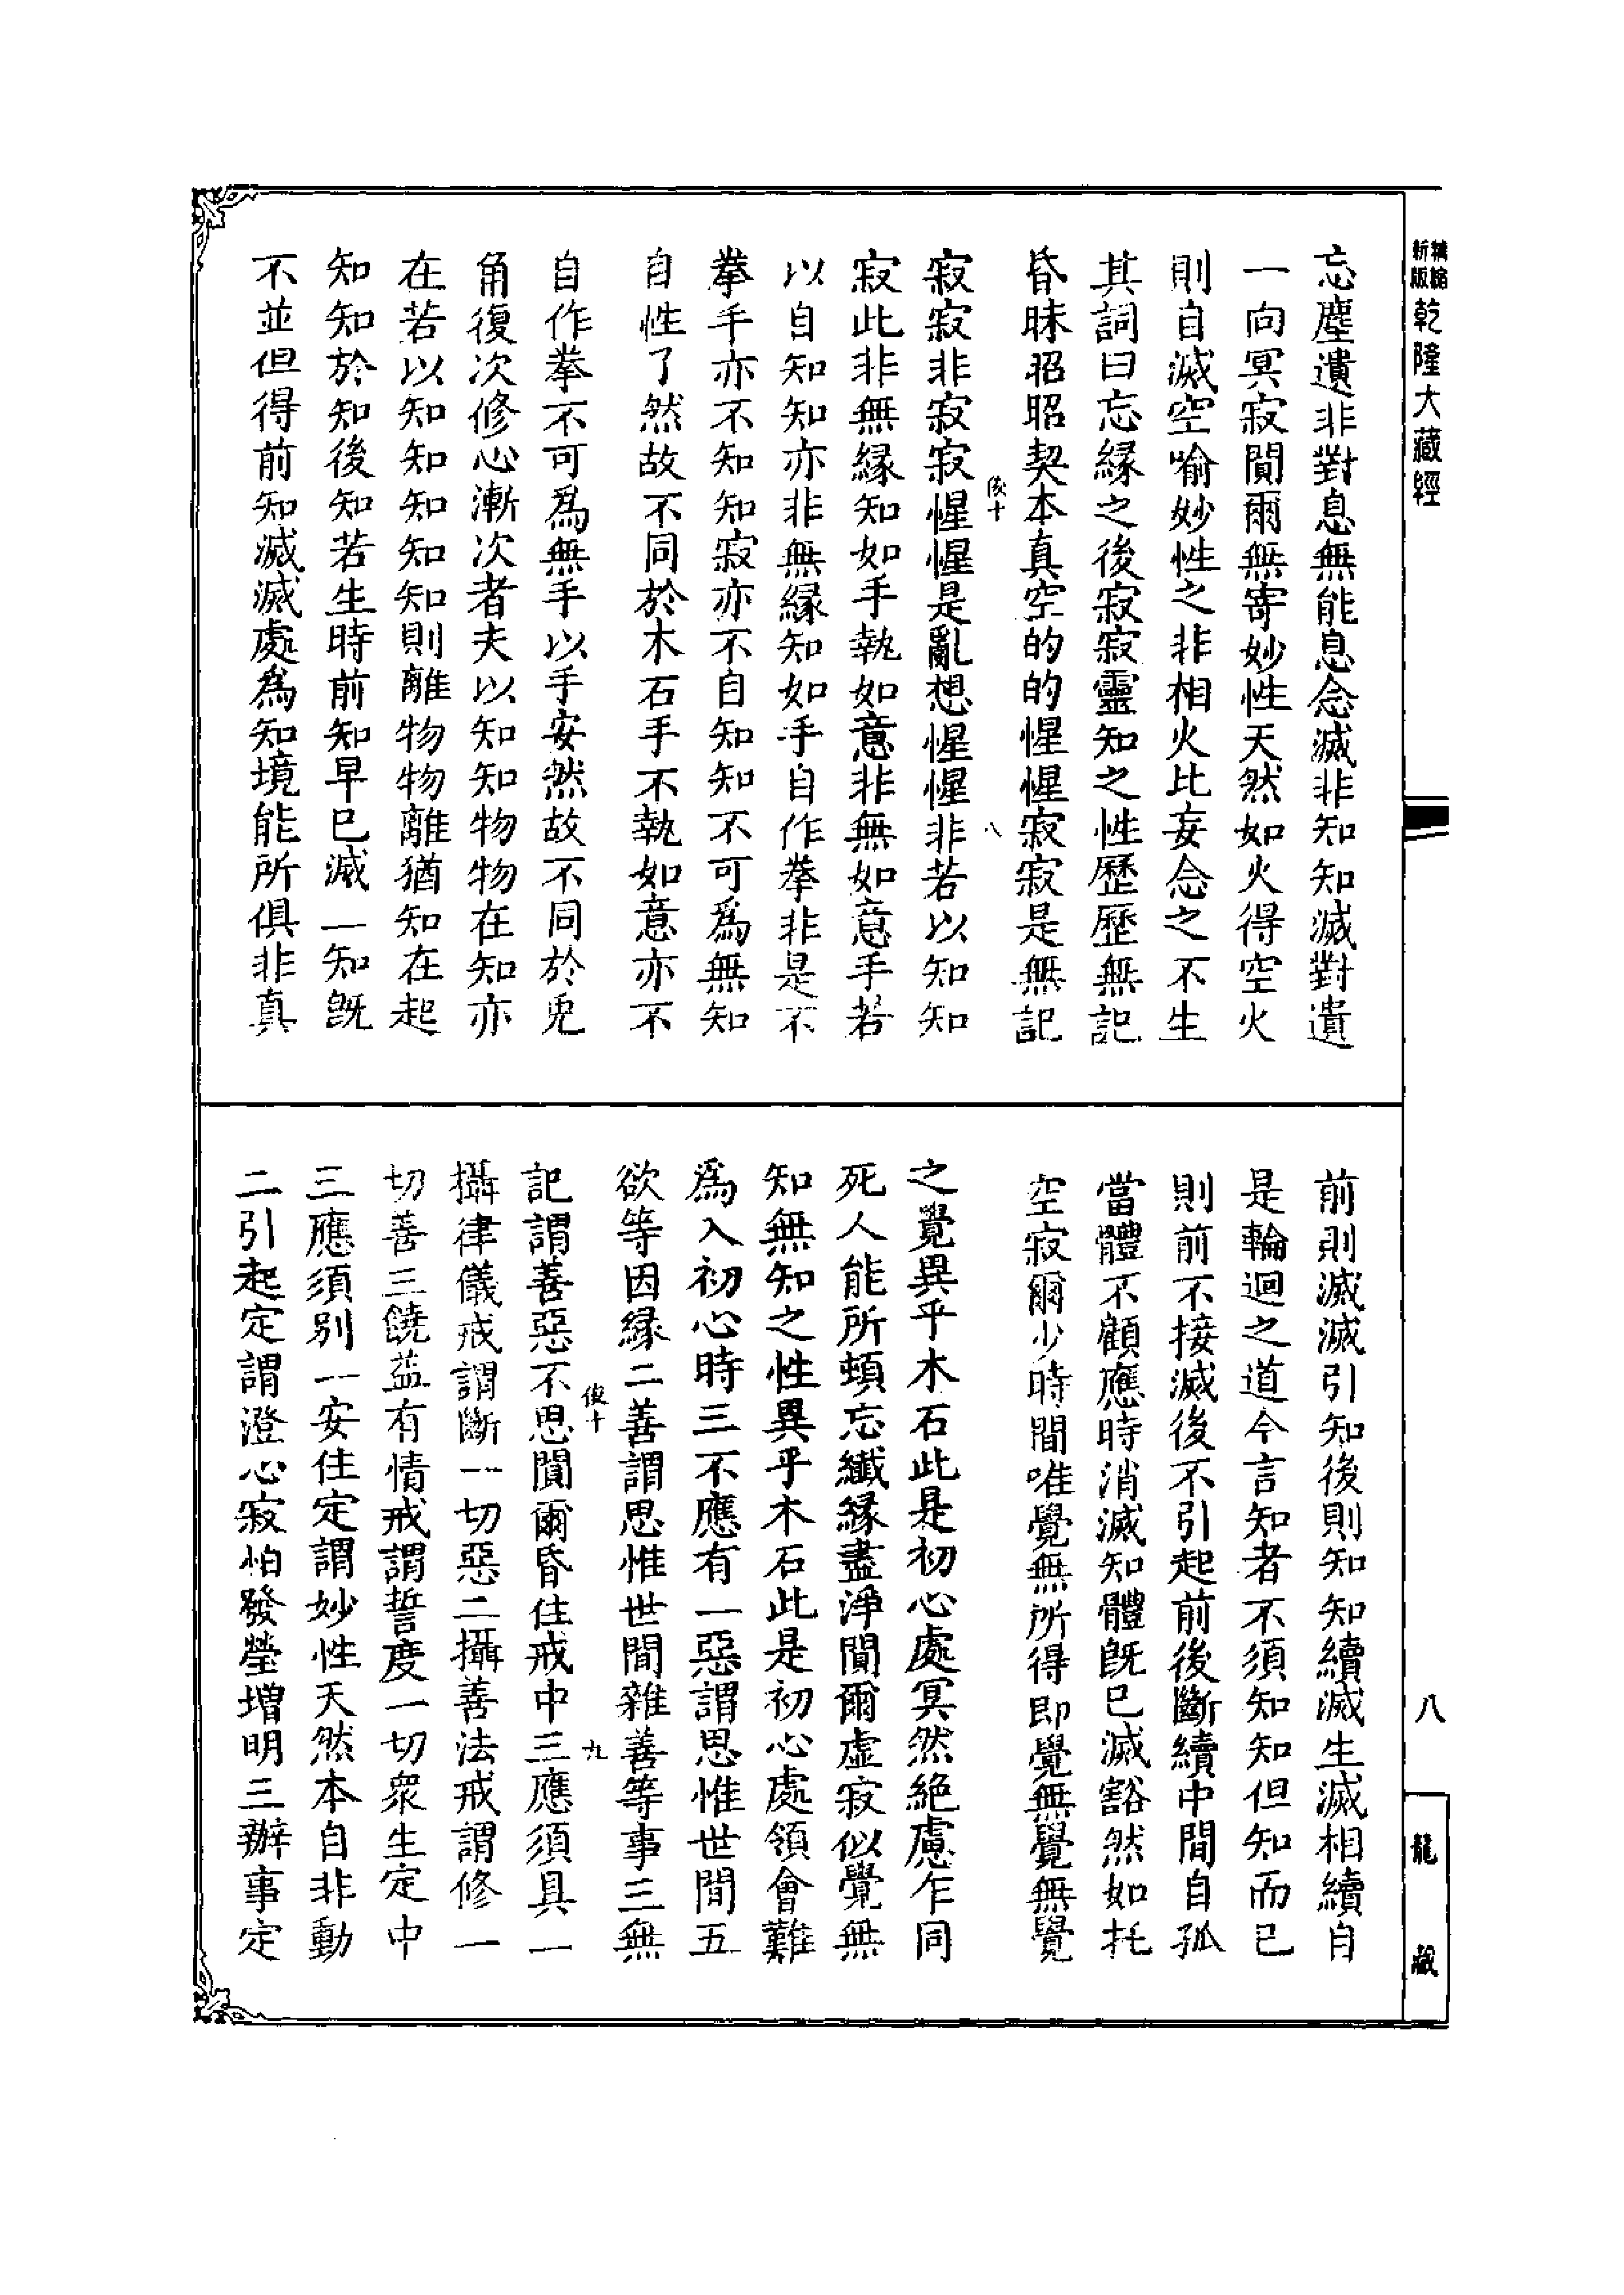 精縮新版乾隆大藏經
忘塵遺非對息無能息念滅非知知滅對遺
一向冥寂闃爾無寄妙性天然如火得空火
則自滅空喻妙性之非相火比妄念之不生
其詞曰忘緣之後寂寂靈知之性歷歷無記
昏昧昭昭契本真空的的惺惺寂寂是無記
俊十
八
寂寂非寂寂惺惺是亂想惺惺非若以知知
寂此非無緣知如手執如意非無如意手若
以自知知亦非無緣知如手自作拳非是不
拳手亦不知知寂亦不自知知不可為無知
自性了然故不同於木石手不執如意亦不
自作拳不可為無手以手安然故不同於兎
角復次修心漸次者夫以知知物物在知亦
在若以知知知知知則離物物離猶知在起
知知於知後知若生時前知早已滅二知既
不並但得前知滅滅處為知境能所俱非真
前則滅滅引知後則知知續滅生滅相續自
是輪迴之道今言知者不須知知但知而已
則前不接滅後不引起前後斷續中間自孤
當體不顧應時消滅知體既已滅豁然如托
空寂爾少時間唯覺無所得即覺無覺無覺
之覺異乎木石此是初心處冥然絕慮乍同
死人能所頓忘纖緣盡淨闃爾虛寂似覺無
知無知之性異乎木石此是初心處領會難
為入初心時三不應有一惡謂思惟世間五
欲等因緣二善謂思惟世間雜善等事三無
俊十
九
記謂善惡不思闃爾昏住戒中三應須具一
攝律儀戒謂斷一切惡二攝善法戒謂修一
切善三饒益有情戒謂誓度一切眾生定中
三應須別一安住定謂妙性天然本自非動
二引起定謂澄心寂怕發瑩增明三辦事定
八
龍藏